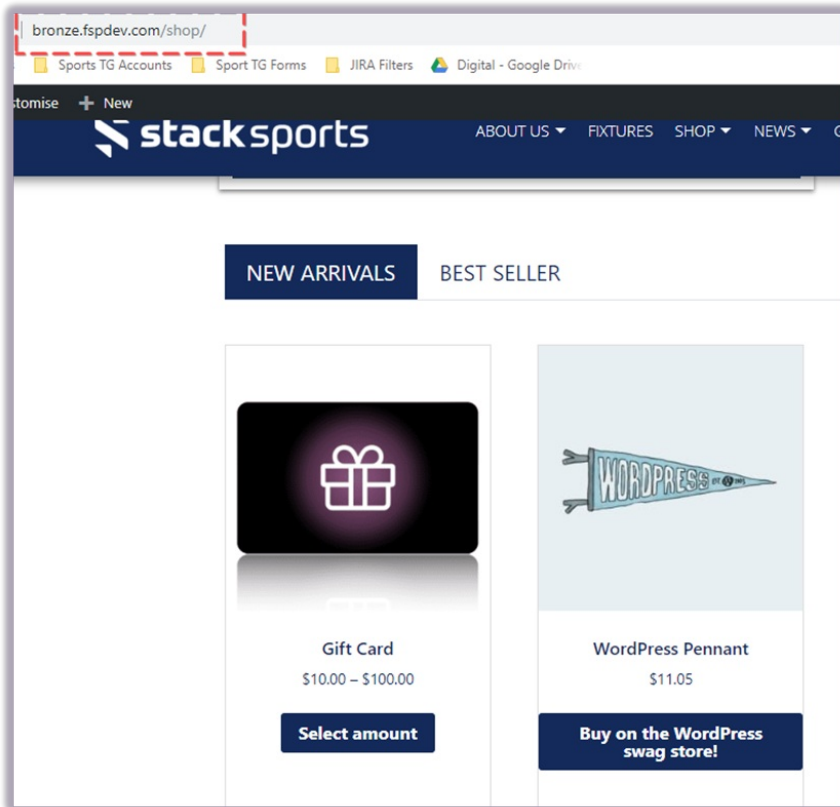 bronze.fspdev.com/shop/
Sports TG Accounts Sport TG Forms JIRA Filters Digital - Google Driv
stomise + New
stacksports ABOUT US FIXTURES SHOP NEWS
NEW ARRIVALS BEST SELLER
WORDPRESS
Gift Card WordPress Pennant
$10.00 – $100.00 $11.05
Select amount Buy on the WordPress
swag store!